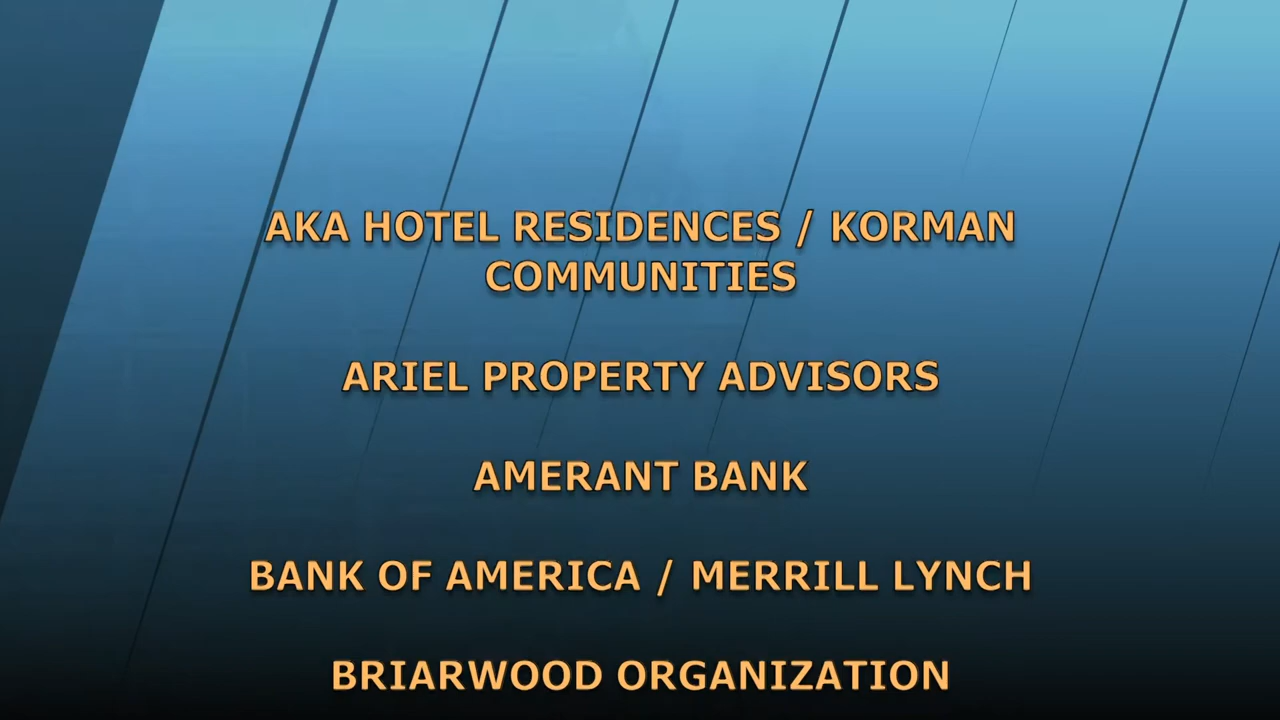 AKA HOTEL RESIDENCES / KORMAN
COMMUNITIES
ARIEL PROPERTY ADVISORS
AMERANT BANK
BANK OF AMERICA / MERRILL LYNCH
BRIARWOOD ORGANIZATION